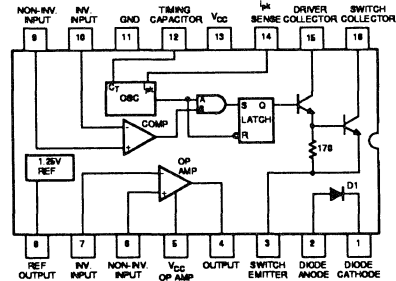 NON-INV. INPUT
INV. INPUT
GND
TIMING CAPACITOR
VCC
Ipk SENSE
DRIVER COLLECTOR
SWITCH COLLECTOR
9
10
11
12
13
14
15
16
CT
Ipk
OSC
A
B
S
Q
LATCH
R
COMP
-
+
170
1.25V
REF
OP
AMP
-
+
D1
8
7
6
5
4
3
2
1
REF OUTPUT
INV. INPUT
NON-INV. INPUT
VCC OP AMP
OUTPUT
SWITCH EMITTER
DIODE ANODE
DIODE CATHODE